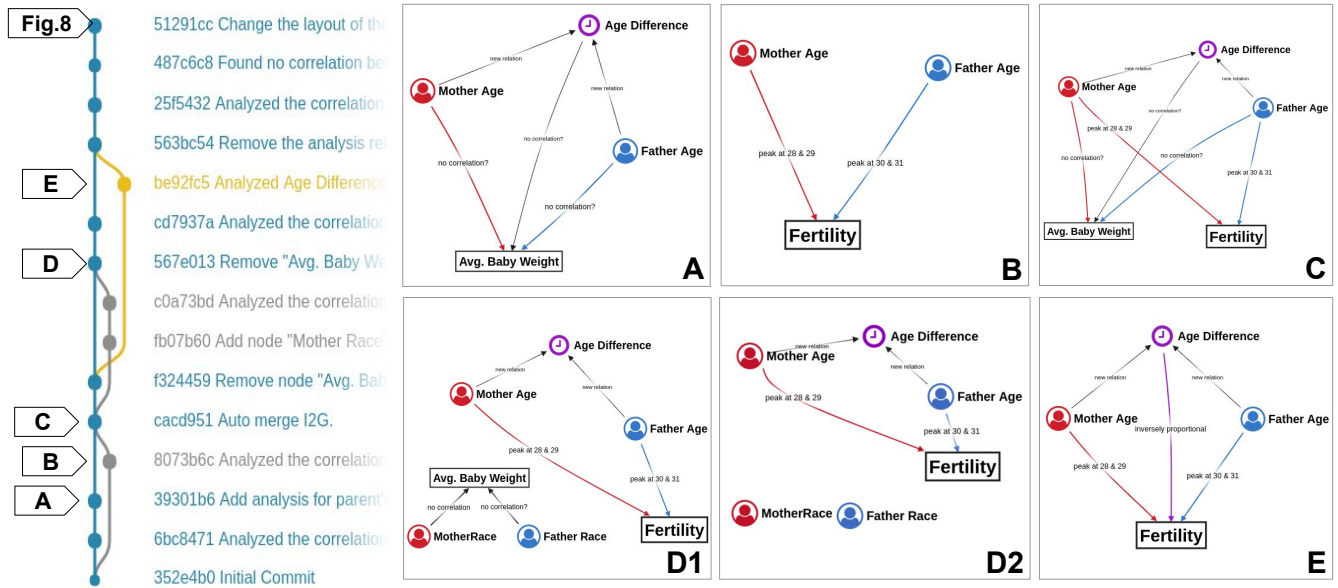 Fig.8
51291cc Change the layout of the
487c6c8 Found no correlation be
25f5432 Analyzed the correlation
563bc54 Remove the analysis re
E
be92fc5 Analyzed Age Difference
cd7937a Analyzed the correlation
D
567e013 Remove "Avg. Baby We
c0a73bd Analyzed the correlation
fb07b60 Add node "Mother Race"
f324459 Remove node "Avg. Bab
C
cacd951 Auto merge I2G.
B
8073b6c Analyzed the correlation
A
39301b6 Add analysis for parent'
6bc8471 Analyzed the correlation
352e4b0 Initial Commit
Age Difference
new relation
Mother Age
new relation
no correlation?
Father Age
no correlation?
no correlation?
Avg. Baby Weight
A
Mother Age
Father Age
peak at 28 & 29
peak at 30 & 31
Fertility
B
Age Difference
new relation
new relation
Mother Age
Father Age
no correlation?
peak at 28 & 29
no correlation?
no correlation?
peak at 30 & 31
Avg. Baby Weight
Fertility
C
Age Difference
new relation
new relation
Mother Age
Father Age
peak at 28 & 29
Avg. Baby Weight
peak at 30 & 31
no correlation
no correlation?
MotherRace
Father Race
Fertility
D1
Age Difference
new relation
Mother Age
new relation
peak at 28 & 29
Father Age
peak at 30 & 31
Fertility
MotherRace
Father Race
D2
Age Difference
new relation
new relation
Mother Age
Father Age
inversely proportional
peak at 28 & 29
peak at 30 & 31
Fertility
E